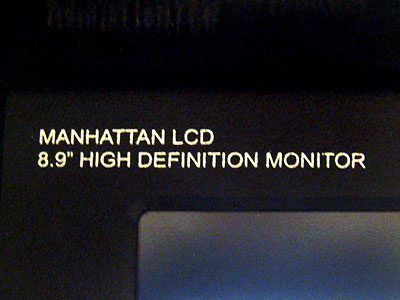 MANHATTAN LCD
8.9" HIGH DEFINITION MONITOR